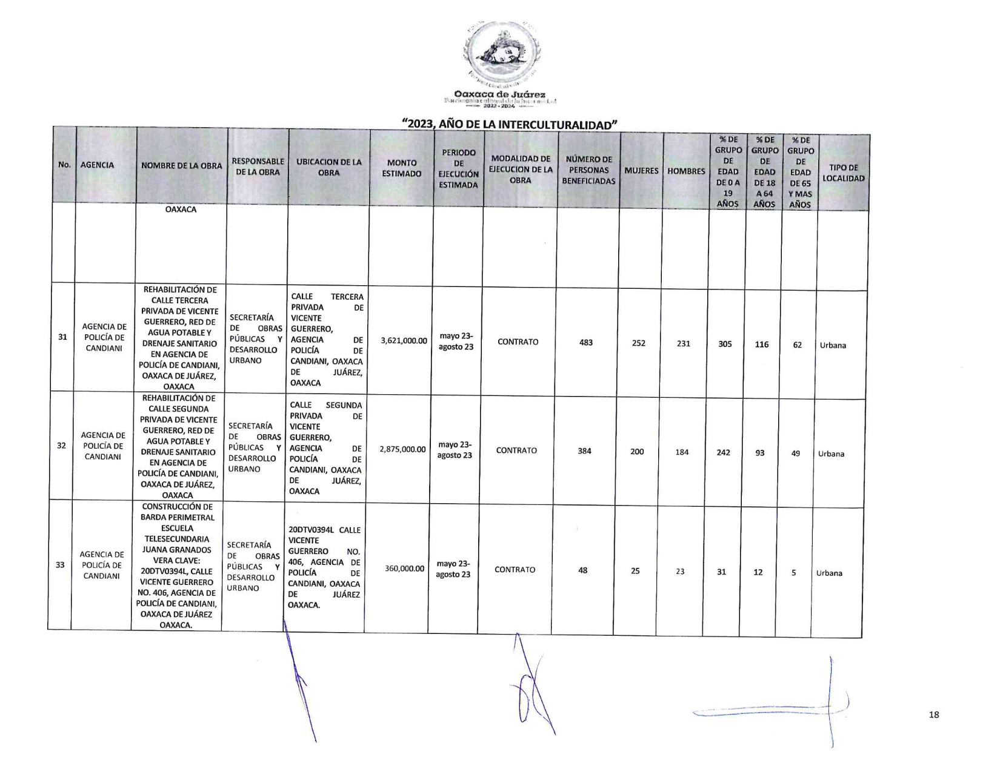 Oaxaca de Juárez
2022 - 2024
“2023, AÑO DE LA INTERCULTURALIDAD”
No.
AGENCIA
NOMBRE DE LA OBRA
RESPONSABLE
DE LA OBRA
UBICACION DE LA
OBRA
MONTO
ESTIMADO
PERIODO
DE
EJECUCIÓN
ESTIMADA
MODALIDAD DE
EJECUCION DE LA
OBRA
NÚMERO DE
PERSONAS
BENEFICIADAS
MUJERES
HOMBRES
% DE
GRUPO
DE
EDAD
DE 0 A
19
AÑOS
% DE
GRUPO
DE
EDAD
DE 18
A 64
AÑOS
% DE
GRUPO
DE
EDAD
DE 65
Y MAS
AÑOS
TIPO DE
LOCALIDAD
OAXACA
31
AGENCIA DE
POLICÍA DE
CANDIANI
REHABILITACIÓN DE
CALLE TERCERA
PRIVADA DE VICENTE
GUERRERO, RED DE
AGUA POTABLE Y
DRENAJE SANITARIO
EN AGENCIA DE
POLICÍA DE CANDIANI,
OAXACA DE JUÁREZ,
OAXACA
SECRETARÍA
DE OBRAS
PÚBLICAS Y
DESARROLLO
URBANO
CALLE TERCERA
PRIVADA DE
VICENTE
GUERRERO,
AGENCIA DE
POLICÍA DE
CANDIANI, OAXACA
DE JUÁREZ,
OAXACA
3,621,000.00
mayo 23-
agosto 23
CONTRATO
483
252
231
305
116
62
Urbana
32
AGENCIA DE
POLICÍA DE
CANDIANI
REHABILITACIÓN DE
CALLE SEGUNDA
PRIVADA DE VICENTE
GUERRERO, RED DE
AGUA POTABLE Y
DRENAJE SANITARIO
EN AGENCIA DE
POLICÍA DE CANDIANI,
OAXACA DE JUÁREZ,
OAXACA
SECRETARÍA
DE OBRAS
PÚBLICAS Y
DESARROLLO
URBANO
CALLE SEGUNDA
PRIVADA DE
VICENTE
GUERRERO,
AGENCIA DE
POLICÍA DE
CANDIANI, OAXACA
DE JUÁREZ,
OAXACA
2,875,000.00
mayo 23-
agosto 23
CONTRATO
384
200
184
242
93
49
Urbana
33
AGENCIA DE
POLICÍA DE
CANDIANI
CONSTRUCCIÓN DE
BARDA PERIMETRAL
ESCUELA
TELESECUNDARIA
JUANA GRANADOS
VERA CLAVE:
20DTV0394L, CALLE
VICENTE GUERRERO
NO. 406, AGENCIA DE
POLICÍA DE CANDIANI,
OAXACA DE JUÁREZ
OAXACA.
SECRETARÍA
DE OBRAS
PÚBLICAS Y
DESARROLLO
URBANO
20DTV0394L CALLE
VICENTE
GUERRERO NO.
406, AGENCIA DE
POLICÍA DE
CANDIANI, OAXACA
DE JUÁREZ
OAXACA.
360,000.00
mayo 23-
agosto 23
CONTRATO
48
25
23
31
12
5
Urbana
18